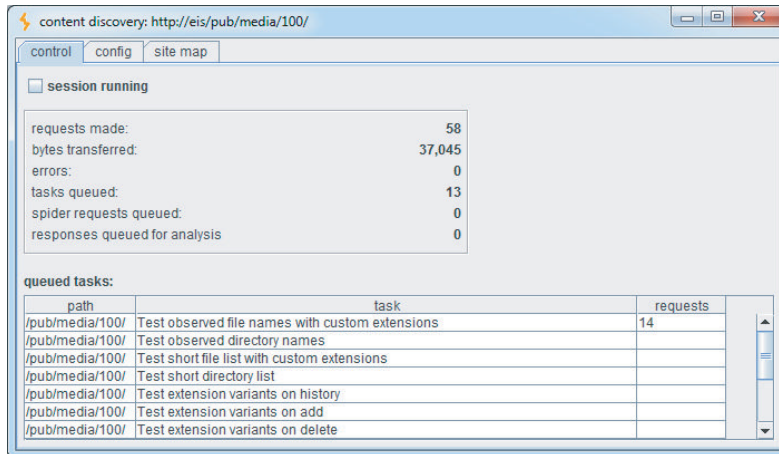 content discovery: http://eis/pub/media/100/
control config site map
session running
requests made: 58
bytes transferred: 37,045
errors: 0
tasks queued: 13
spider requests queued: 0
responses queued for analysis 0
queued tasks:
path task requests
/pub/media/100/ Test observed file names with custom extensions 14
/pub/media/100/ Test observed directory names
/pub/media/100/ Test short file list with custom extensions
/pub/media/100/ Test short directory list
/pub/media/100/ Test extension variants on history
/pub/media/100/ Test extension variants on add
/pub/media/100/ Test extension variants on delete